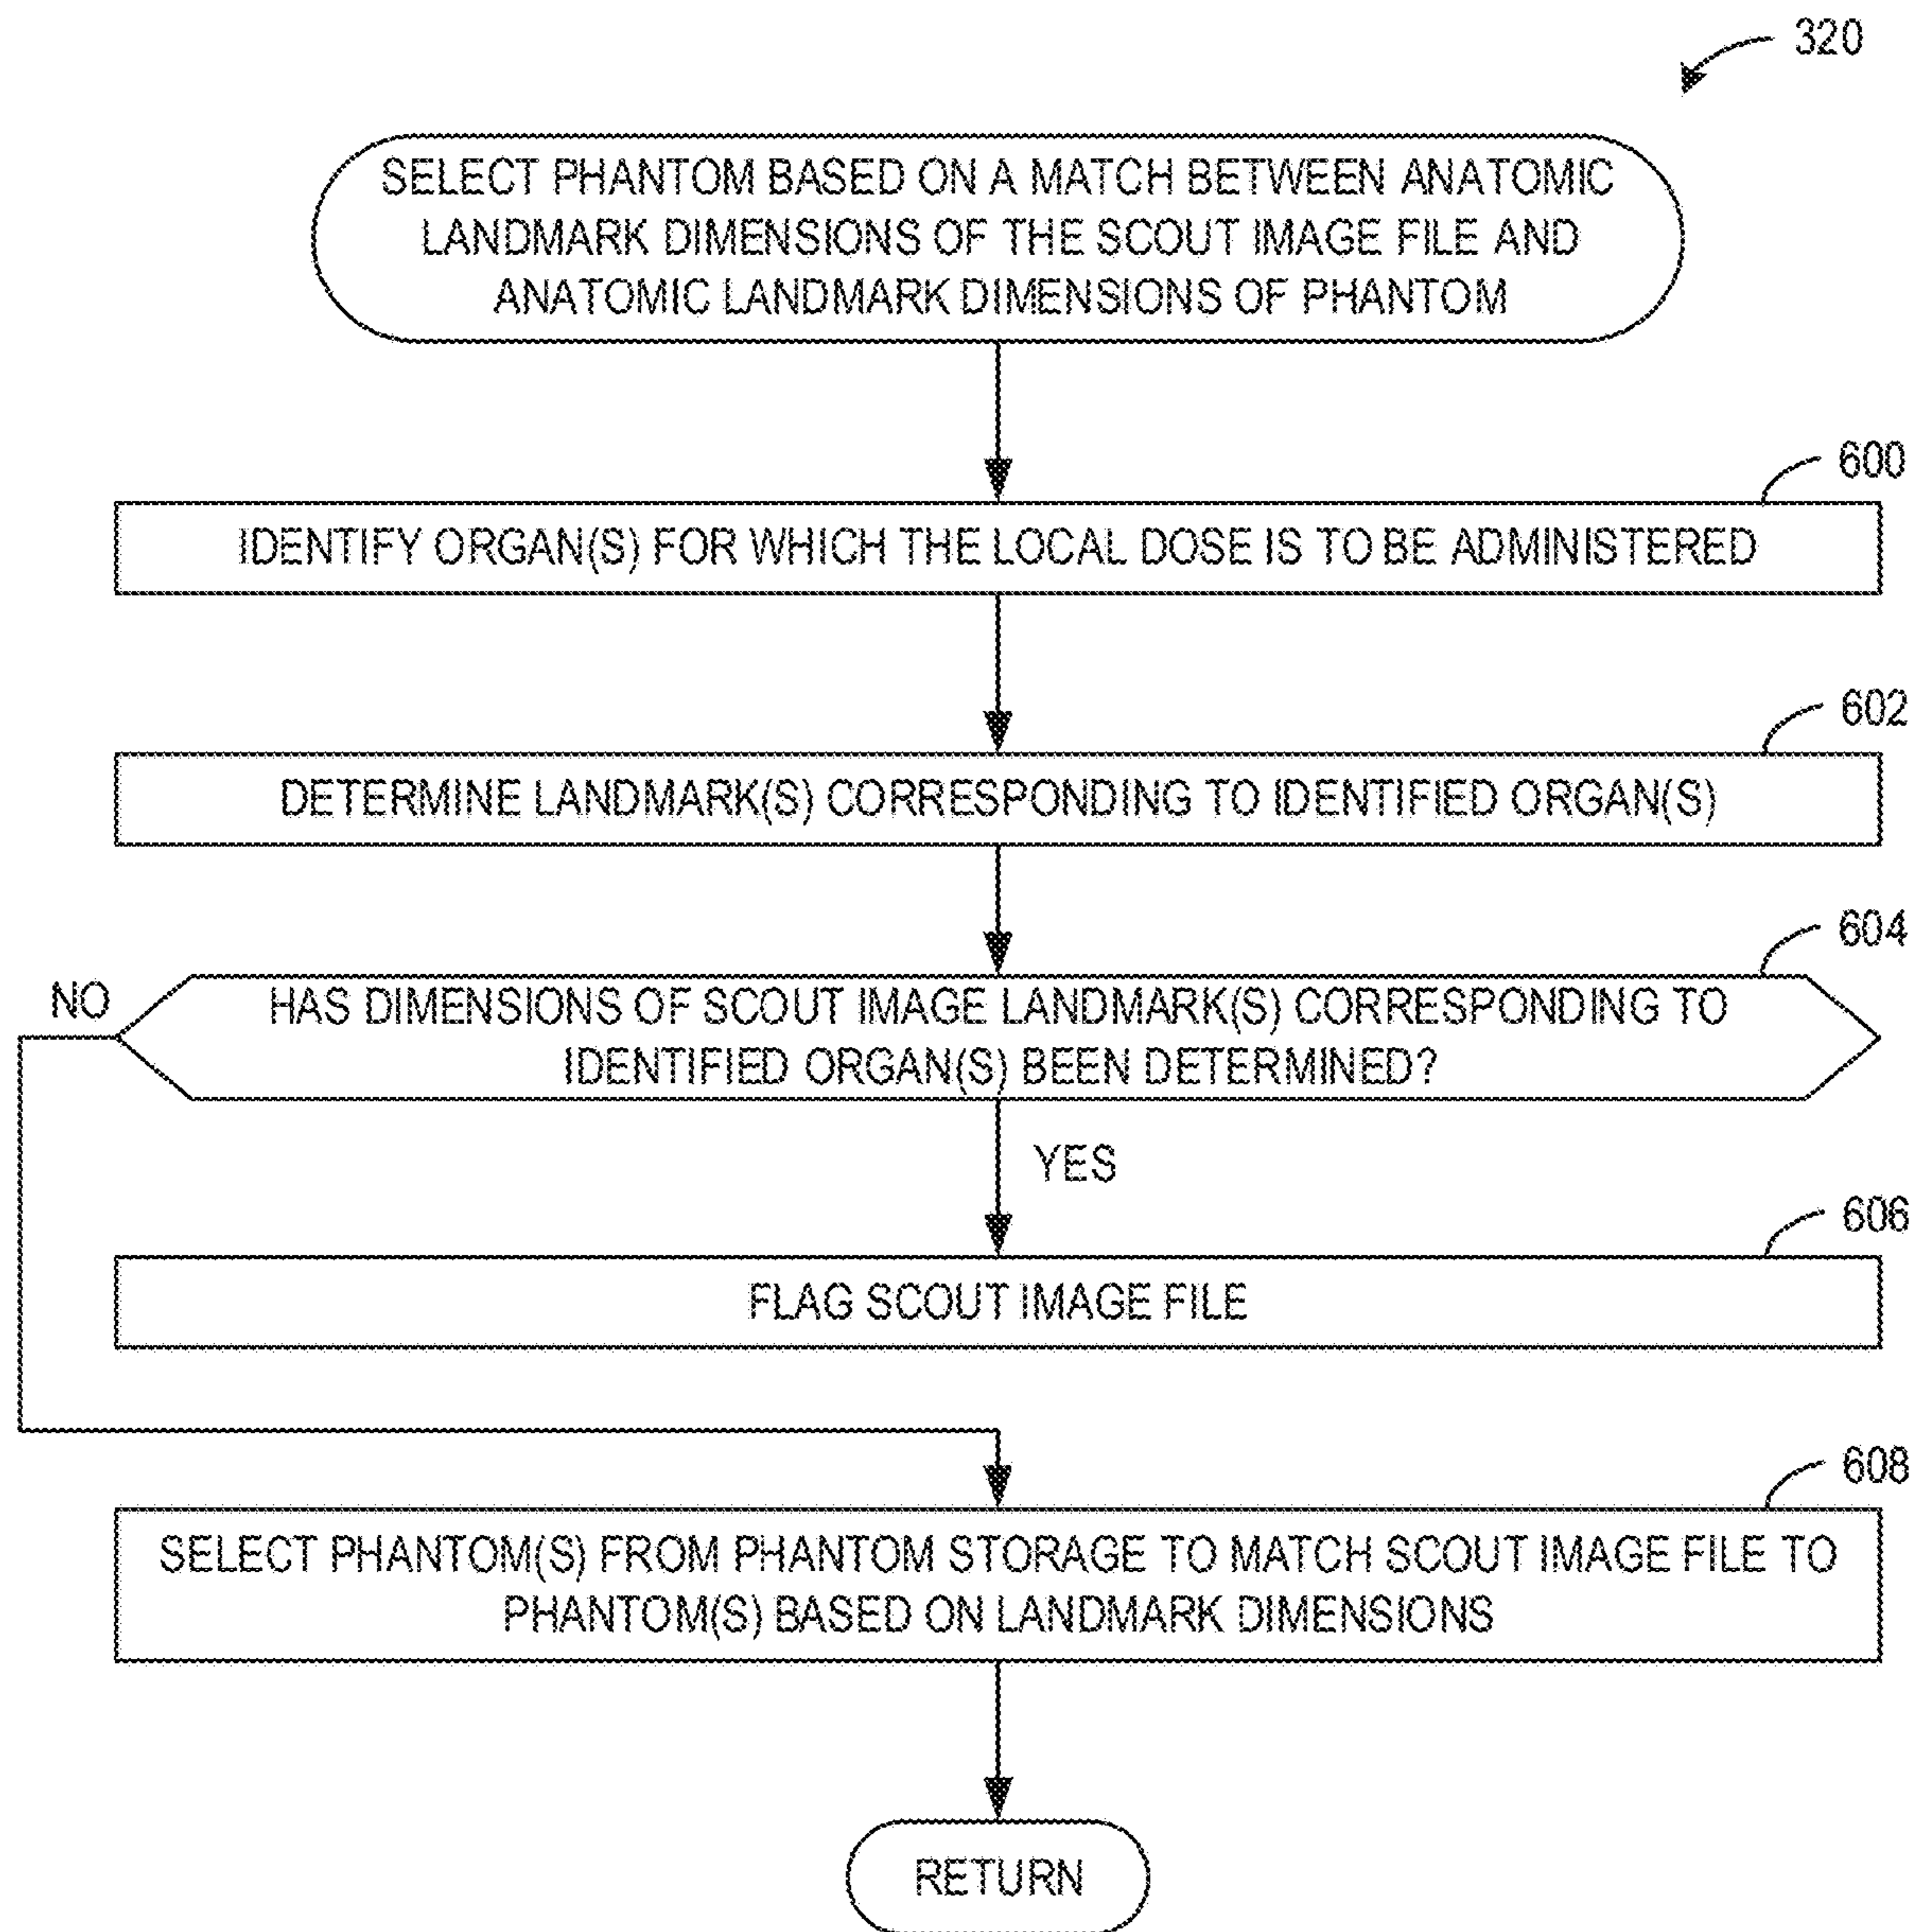 320
SELECT PHANTOM BASED ON A MATCH BETWEEN ANATOMIC
LANDMARK DIMENSIONS OF THE SCOUT IMAGE FILE AND
ANATOMIC LANDMARK DIMENSIONS OF PHANTOM
600
IDENTIFY ORGAN(S) FOR WHICH THE LOCAL DOSE IS TO BE ADMINISTERED
602
DETERMINE LANDMARK(S) CORRESPONDING TO IDENTIFIED ORGAN(S)
604
NO
HAS DIMENSIONS OF SCOUT IMAGE LANDMARK(S) CORRESPONDING TO
IDENTIFIED ORGAN(S) BEEN DETERMINED?
YES
606
FLAG SCOUT IMAGE FILE
608
SELECT PHANTOM(S) FROM PHANTOM STORAGE TO MATCH SCOUT IMAGE FILE TO
PHANTOM(S) BASED ON LANDMARK DIMENSIONS
RETURN